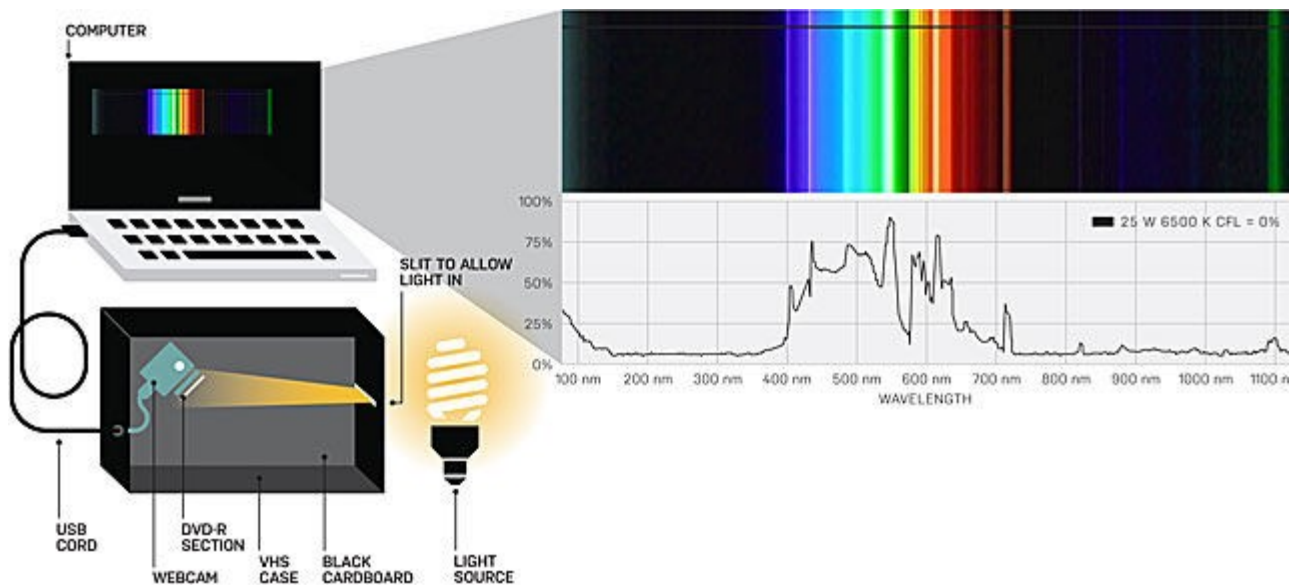 COMPUTER
SLIT TO ALLOW
LIGHT IN
USB
CORD
WEBCAM
DVD-R
SECTION
VHS
CASE
BLACK
CARDBOARD
LIGHT
SOURCE
100%
75%
50%
25%
0%
25 W 6500 K CFL = 0%
100 nm 200 nm 300 nm 400 nm 500 nm 600 nm 700 nm 800 nm 900 nm 1000 nm 1100 n
WAVELENGTH